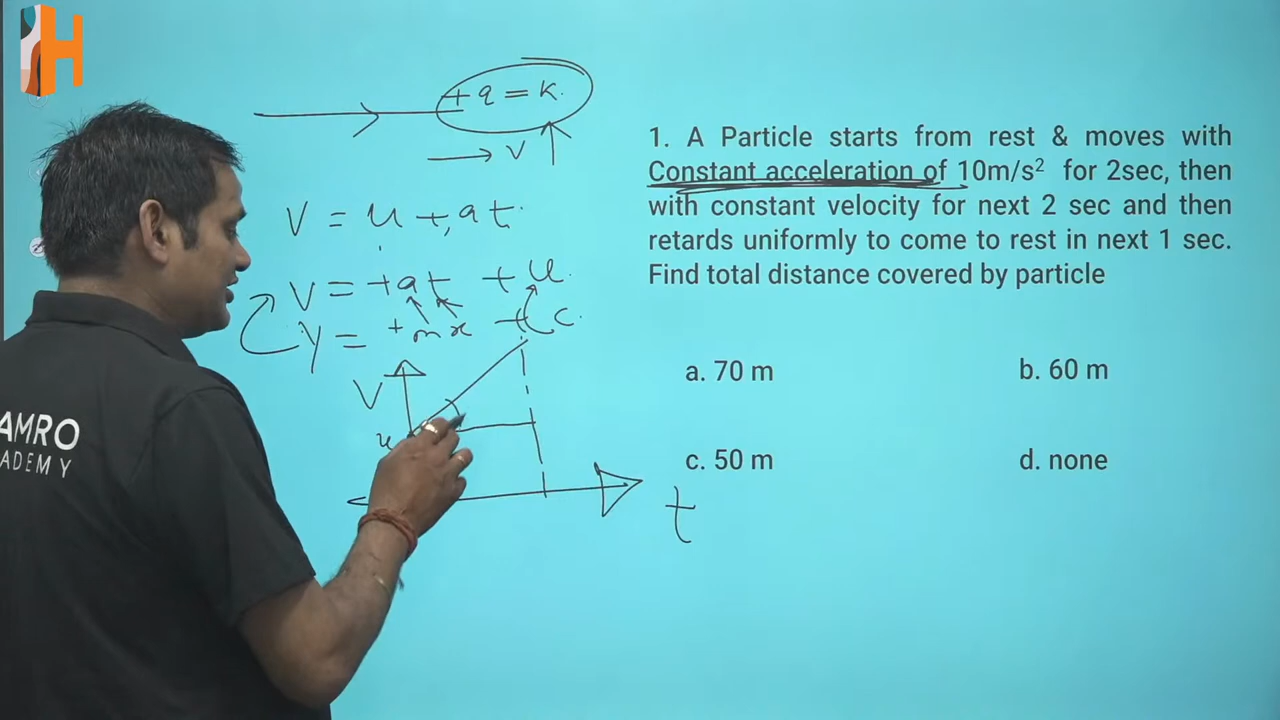 H
+a = k.
→ v ↑
V = u + at.
V = +at + u.
y = +mx + c.
V
u
t
AMRO
ADEMY
1. A Particle starts from rest & moves with
Constant acceleration of 10m/s² for 2sec, then
with constant velocity for next 2 sec and then
retards uniformly to come to rest in next 1 sec.
Find total distance covered by particle
a. 70 m
b. 60 m
c. 50 m
d. none